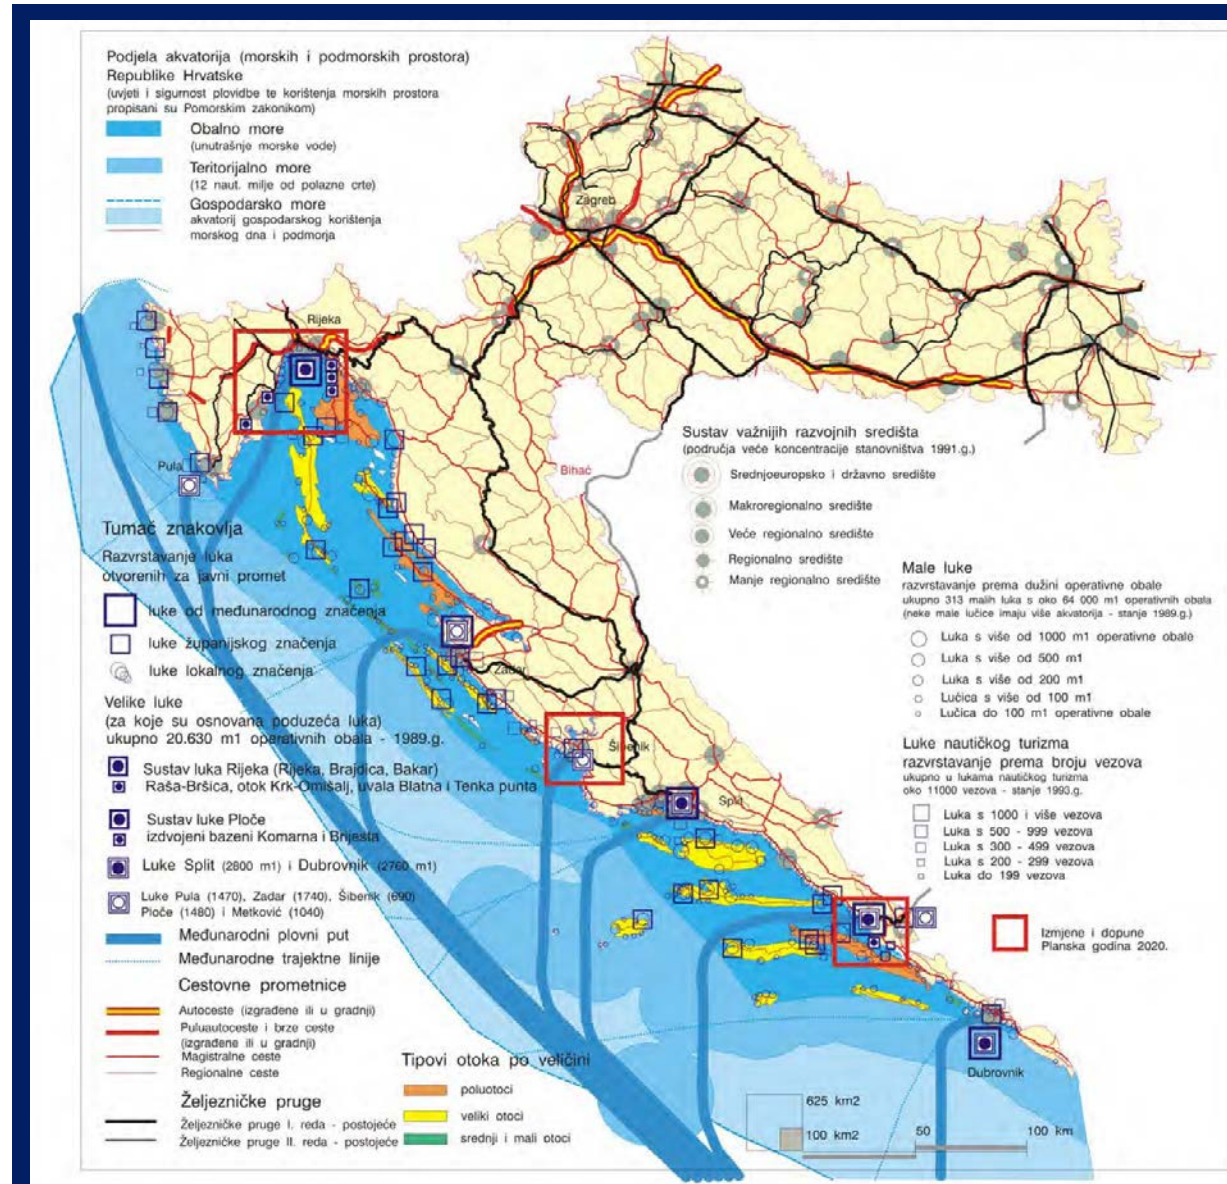 Podjela akvatorija (morskih i podmorskih prostora)
Republike Hrvatske
(uvjeti i sigurnost plovidbe te korištenja morskih prostora
propisani su Pomorskim zakonikom)
Obalno more
(unutrašnje morske vode)
Teritorijalno more
(12 naut. milje od polazne crte)
Gospodarsko more
akvatorij gospodarskog korištenja
morskog dna i podmorja
Zagreb
Rijeka
Pula
Bihać
Zadar
Šibenik
Split
Dubrovnik
Sustav važnijih razvojnih središta
(područja veće koncentracije stanovništva 1991.g.)
Srednjoeuropsko i državno središte
Makroregionalno središte
Veće regionalno središte
Regionalno središte
Manje regionalno središte
Tumač znakovlja
Razvrstavanje luka
otvorenih za javni promet
luke od međunarodnog značenja
luke županijskog značenja
luke lokalnog značenja
Velike luke
(za koje su osnovana poduzeća luka)
ukupno 20.630 m1 operativnih obala - 1989.g.
Sustav luka Rijeka (Rijeka, Brajdica, Bakar)
Raša-Bršica, otok Krk-Omišalj, uvala Blatna i Tenka punta
Sustav luke Ploče
izdvojeni bazeni Komarna i Brijesta
Luke Split (2800 m1) i Dubrovnik (2760 m1)
Luke Pula (1470), Zadar (1740), Šibenik (690)
Ploče (1480) i Metković (1040)
Međunarodni plovni put
Međunarodne trajektne linije
Cestovne prometnice
Autoceste (izgrađene ili u gradnji)
Puluautoceste i brze ceste
(izgrađene ili u gradnji)
Magistralne ceste
Regionalne ceste
Željezničke pruge
Željezničke pruge I. reda - postojeće
Željezničke pruge II. reda - postojeće
Tipovi otoka po veličini
poluotoci
veliki otoci
srednji i mali otoci
Male luke
razvrstavanje prema dužini operativne obale
ukupno 313 malih luka s oko 64 000 m1 operativnih obala
(neke male lučice imaju više akvatorija - stanje 1989.g.)
Luka s više od 1000 m1 operativne obale
Luka s više od 500 m1
Luka s više od 200 m1
Lučica s više od 100 m1
Lučica do 100 m1 operativne obale
Luke nautičkog turizma
razvrstavanje prema broju vezova
ukupno u lukama nautičkog turizma
oko 11000 vezova - stanje 1993.g.
Luka s 1000 i više vezova
Luka s 500 - 999 vezova
Luka s 300 - 499 vezova
Luka s 200 - 299 vezova
Luka do 199 vezova
Izmjene i dopune
Planska godina 2020.
625 km2
100 km2
50
100 km